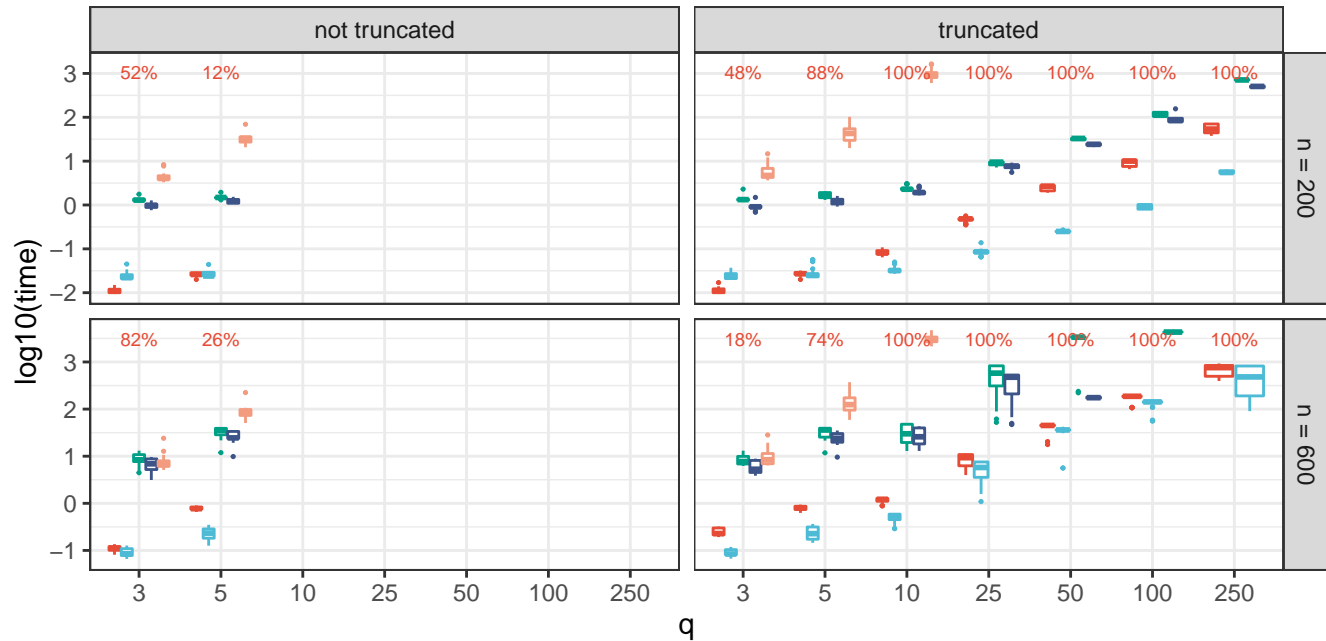 not truncated
truncated
52% 12%
48% 88% 100% 100% 100% 100% 100%
3
2
1
0
−1
−2
n = 200
82% 26%
18% 74% 100% 100% 100% 100% 100%
3
2
1
0
−1
n = 600
log10(time)
3 5 10 25 50 100 250
3 5 10 25 50 100 250
q